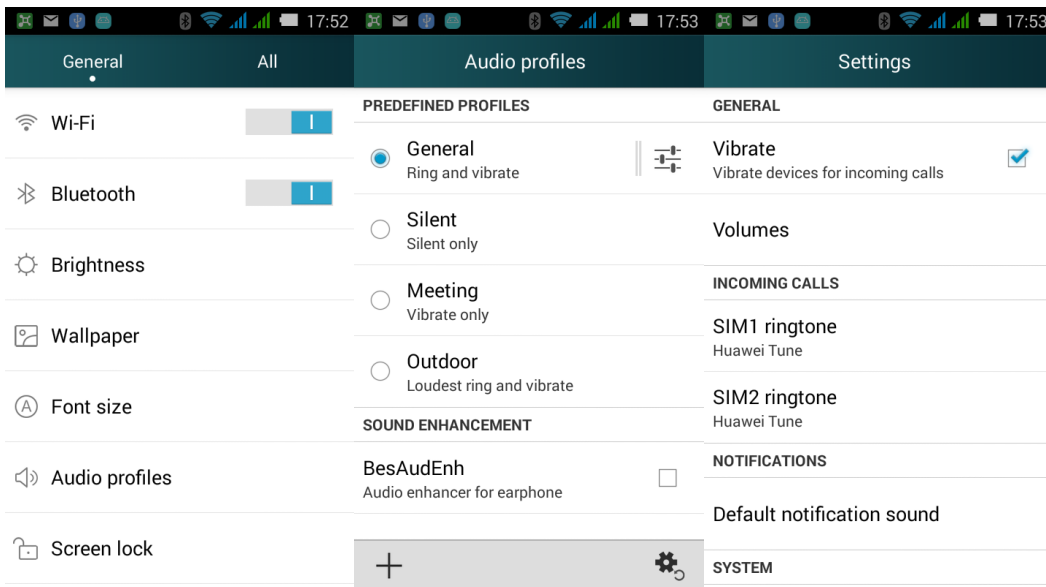 17:52
General All
Wi-Fi
Bluetooth
Brightness
Wallpaper
A Font size
Audio profiles
Screen lock
17:53
Audio profiles
PREDEFINED PROFILES
General
Ring and vibrate
Silent
Silent only
Meeting
Vibrate only
Outdoor
Loudest ring and vibrate
SOUND ENHANCEMENT
BesAudEnh
Audio enhancer for earphone
17:53
Settings
GENERAL
Vibrate
Vibrate devices for incoming calls
Volumes
INCOMING CALLS
SIM1 ringtone
Huawei Tune
SIM2 ringtone
Huawei Tune
NOTIFICATIONS
Default notification sound
SYSTEM